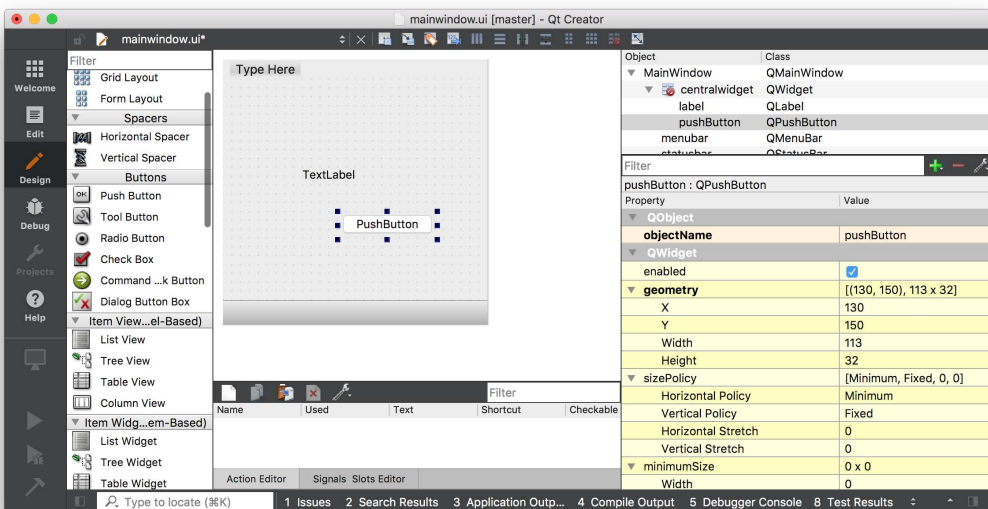 mainwindow.ui [master] - Qt Creator
mainwindow.ui*
Welcome
Edit
Design
Debug
Projects
Help
Filter
Grid Layout
Form Layout
Spacers
Horizontal Spacer
Vertical Spacer
Buttons
OK
Push Button
Tool Button
Radio Button
Check Box
Command ...k Button
Dialog Button Box
Item View...el-Based)
List View
Tree View
Table View
Column View
Item Widg...em-Based)
List Widget
Tree Widget
Table Widget
Type Here
TextLabel
PushButton
Filter
Name Used Text Shortcut Checkable
Action Editor Signals Slots Editor
Object Class
MainWindow QMainWindow
centralwidget QWidget
label QLabel
pushButton QPushButton
menubar QMenuBar
statusbar QStatusBar
Filter
pushButton : QPushButton
Property Value
QObject
objectName pushButton
QWidget
enabled
geometry [(130, 150), 113 x 32]
X 130
Y 150
Width 113
Height 32
sizePolicy [Minimum, Fixed, 0, 0]
Horizontal Policy Minimum
Vertical Policy Fixed
Horizontal Stretch 0
Vertical Stretch 0
minimumSize 0 x 0
Width 0
Type to locate (⌘K) 1 Issues 2 Search Results 3 Application Outp... 4 Compile Output 5 Debugger Console 8 Test Results